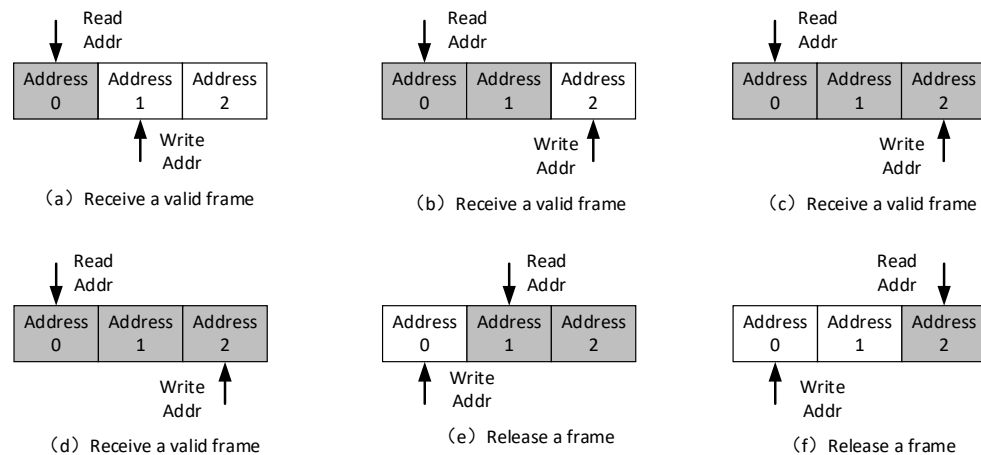 Read
Addr
Address 0
Address 1
Address 2
Write
Addr
（a）Receive a valid frame
Read
Addr
Address 0
Address 1
Address 2
Write
Addr
（b）Receive a valid frame
Read
Addr
Address 0
Address 1
Address 2
Write
Addr
（c）Receive a valid frame
Read
Addr
Address 0
Address 1
Address 2
Write
Addr
（d）Receive a valid frame
Read
Addr
Address 0
Address 1
Address 2
Write
Addr
（e）Release a frame
Read
Addr
Address 0
Address 1
Address 2
Write
Addr
（f）Release a frame